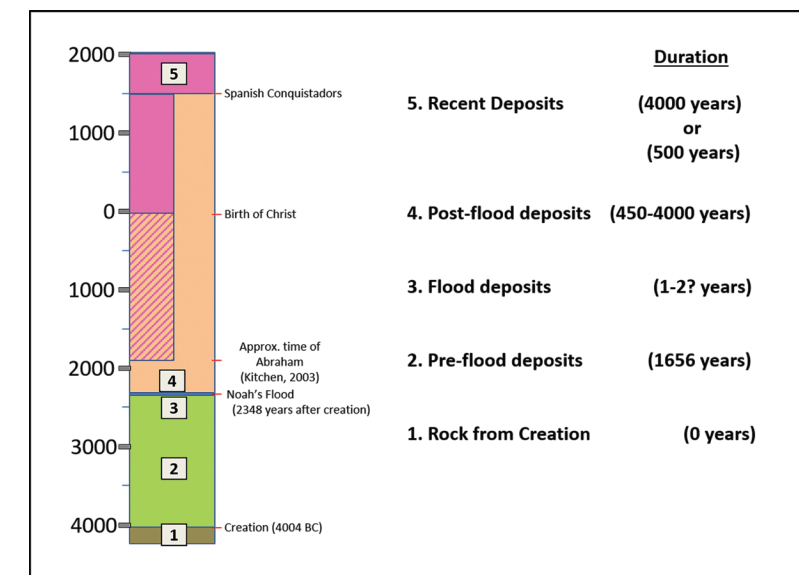 2000
1000
0
1000
2000
3000
4000
5
4
3
2
1
Spanish Conquistadors
Birth of Christ
Approx. time of
Abraham
(Kitchen, 2003)
Noah's Flood
(2348 years after creation)
Creation (4004 BC)
Duration
5. Recent Deposits (4000 years)
or
(500 years)
4. Post-flood deposits (450-4000 years)
3. Flood deposits (1-2? years)
2. Pre-flood deposits (1656 years)
1. Rock from Creation (0 years)